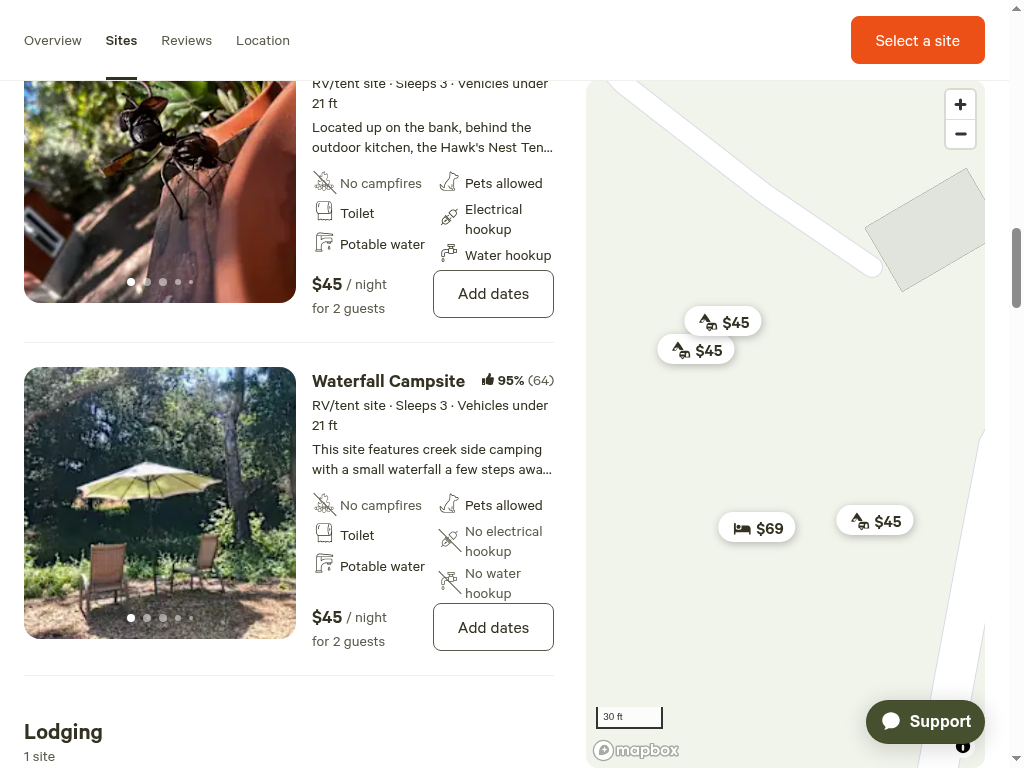 Overview
Sites
Reviews
Location
Select a site
RV/tent site · Sleeps 3 · Vehicles under
21 ft
Located up on the bank, behind the
outdoor kitchen, the Hawk's Nest Ten...
No campfires
Pets allowed
Toilet
Electrical
hookup
Potable water
Water hookup
$45 / night
for 2 guests
Add dates
Waterfall Campsite
95% (64)
RV/tent site · Sleeps 3 · Vehicles under
21 ft
This site features creek side camping
with a small waterfall a few steps awa...
No campfires
Pets allowed
Toilet
No electrical
hookup
Potable water
No water
hookup
$45 / night
for 2 guests
Add dates
Lodging
1 site
$45
$45
$69
$45
30 ft
mapbox
Support